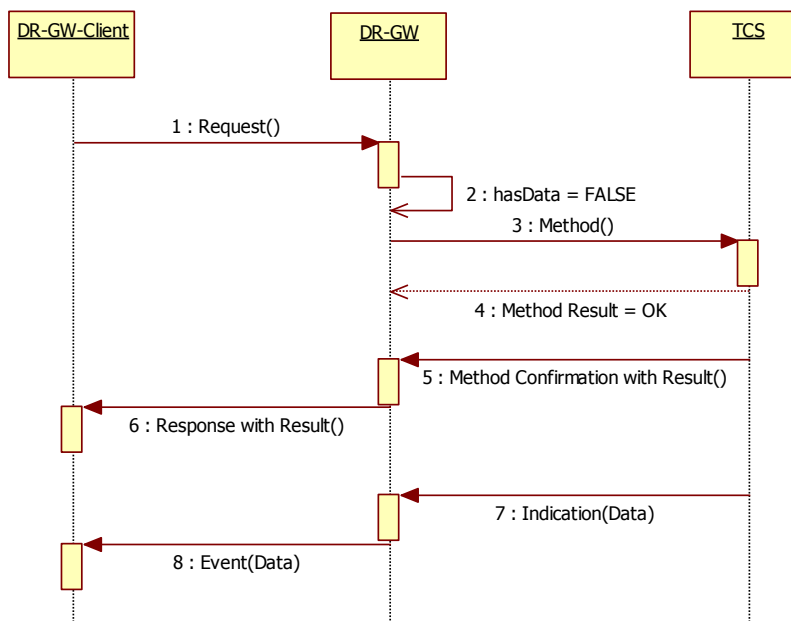 DR-GW-Client
DR-GW
TCS
1 : Request()
2 : hasData = FALSE
3 : Method()
4 : Method Result = OK
5 : Method Confirmation with Result()
6 : Response with Result()
7 : Indication(Data)
8 : Event(Data)